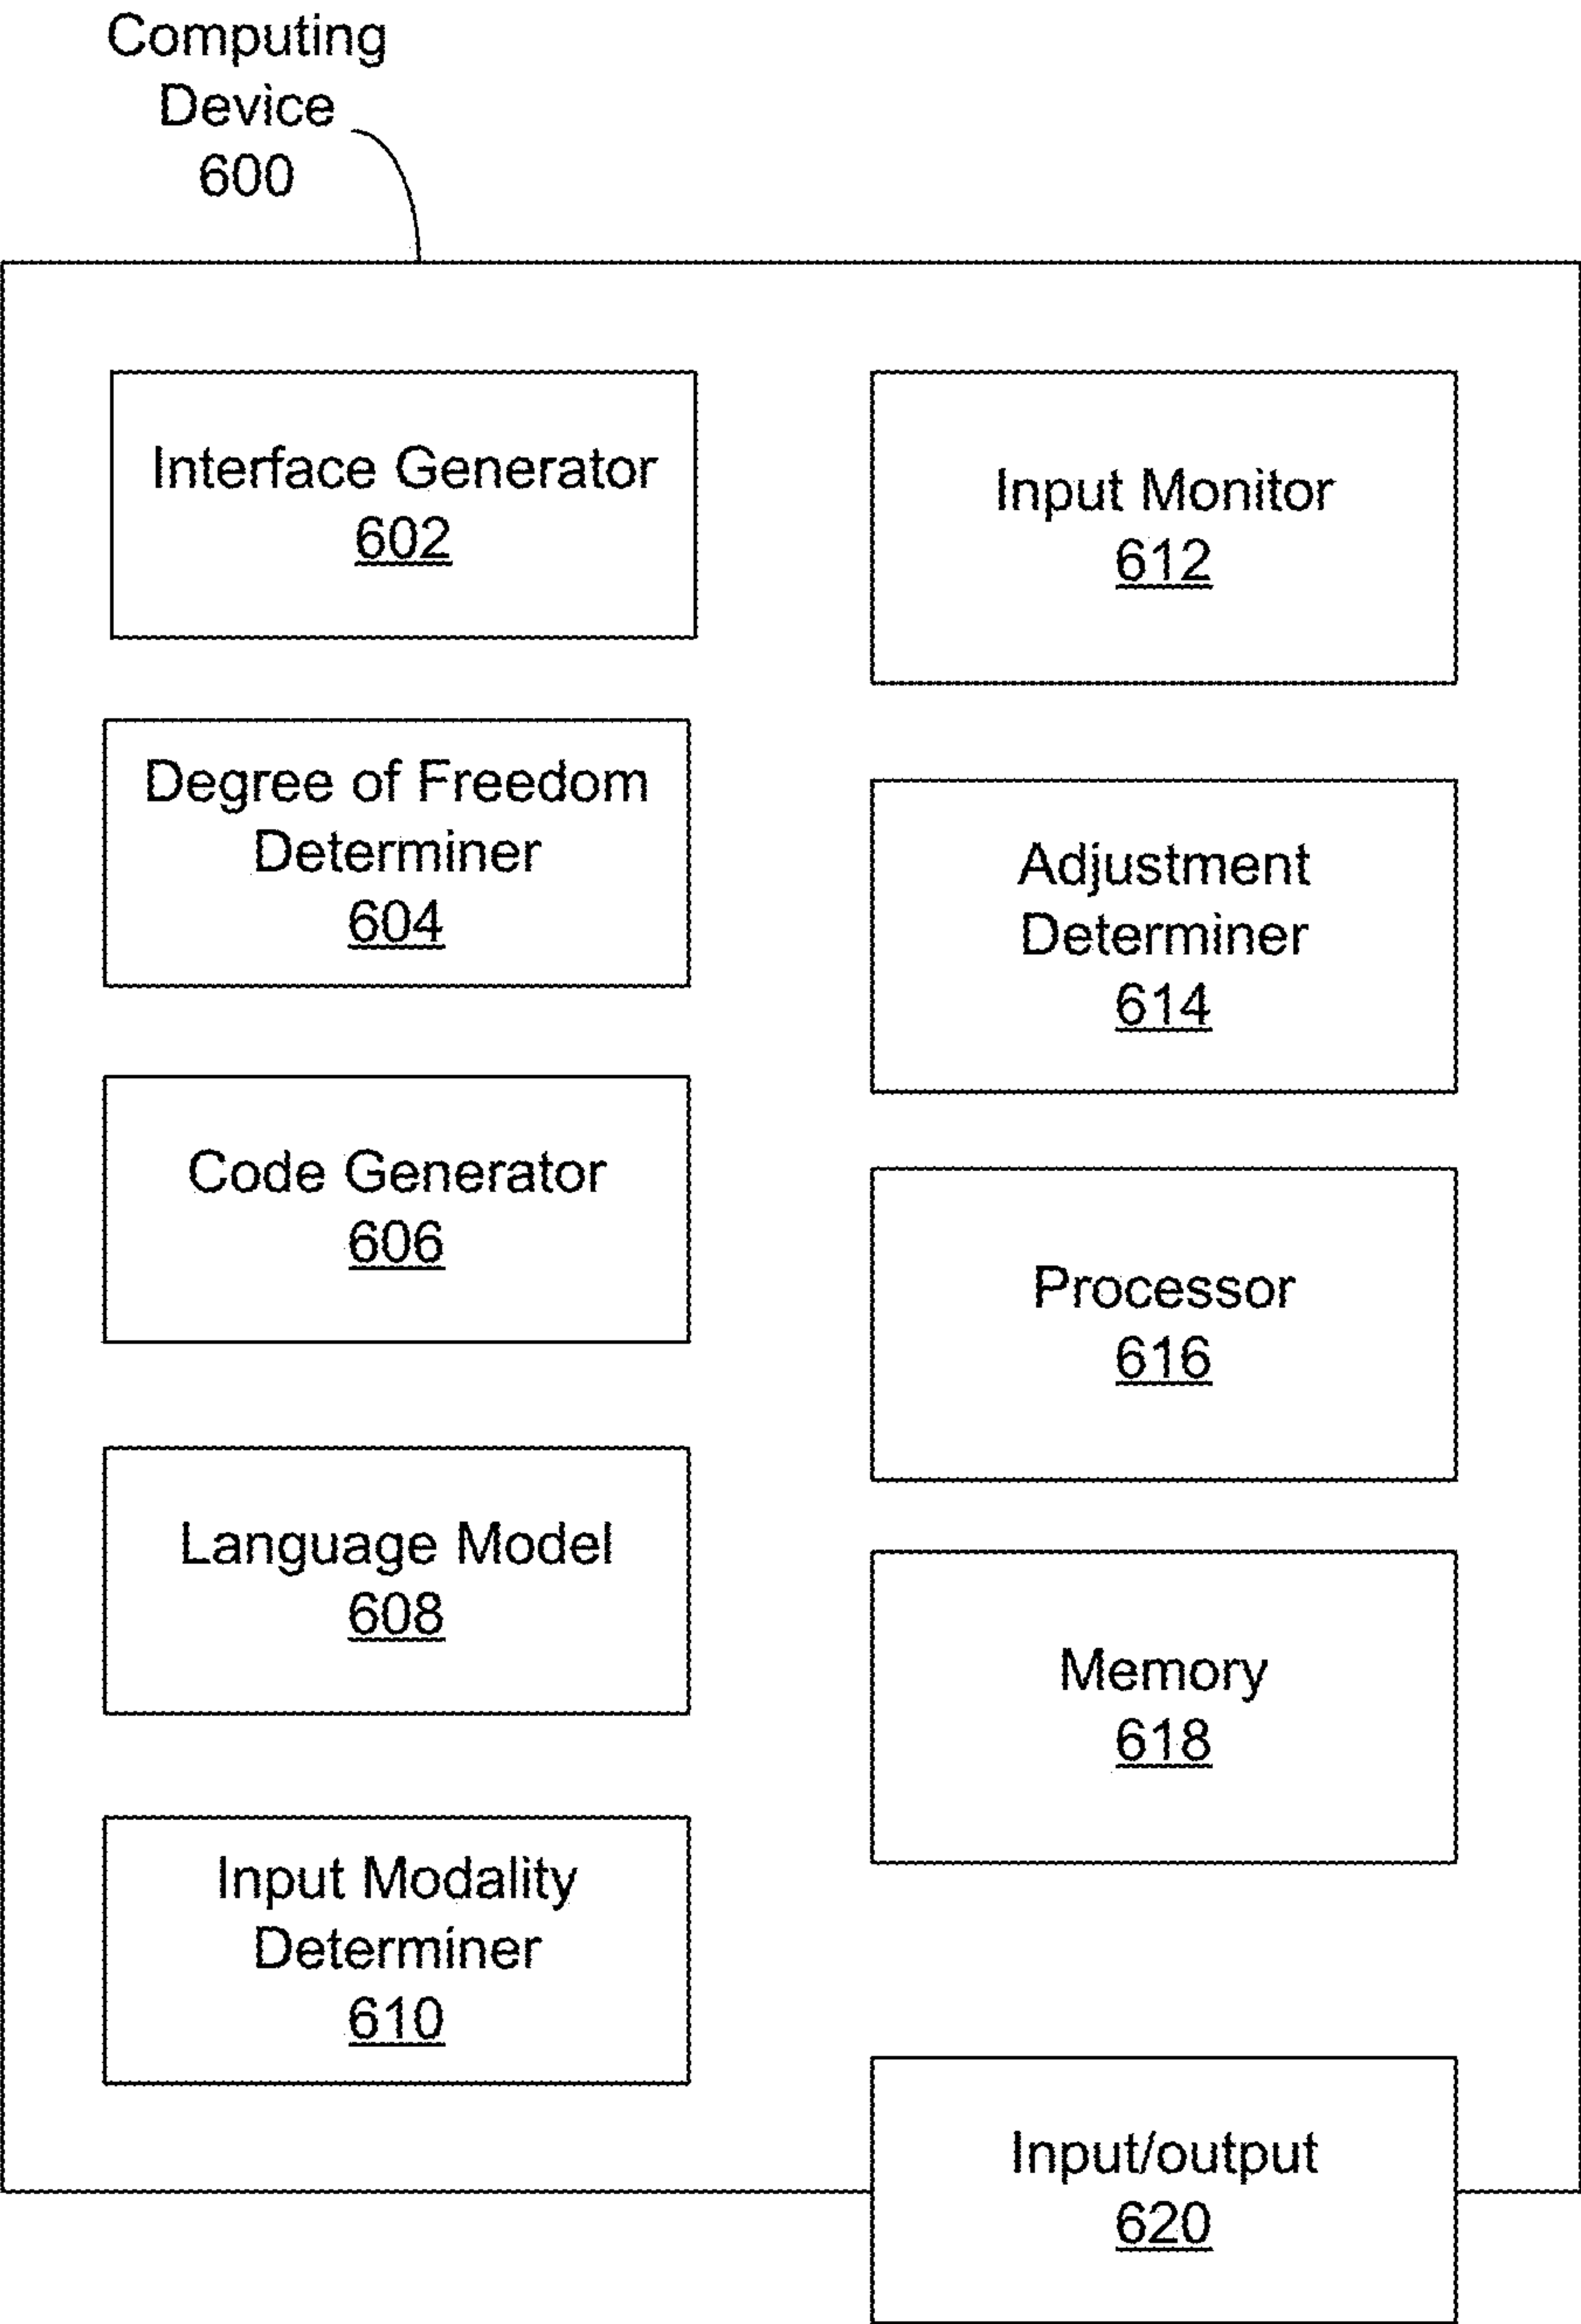 Computing
Device
600
Interface Generator
602
Degree of Freedom
Determiner
604
Code Generator
606
Language Model
608
Input Modality
Determiner
610
Input Monitor
612
Adjustment
Determiner
614
Processor
616
Memory
618
Input/output
620